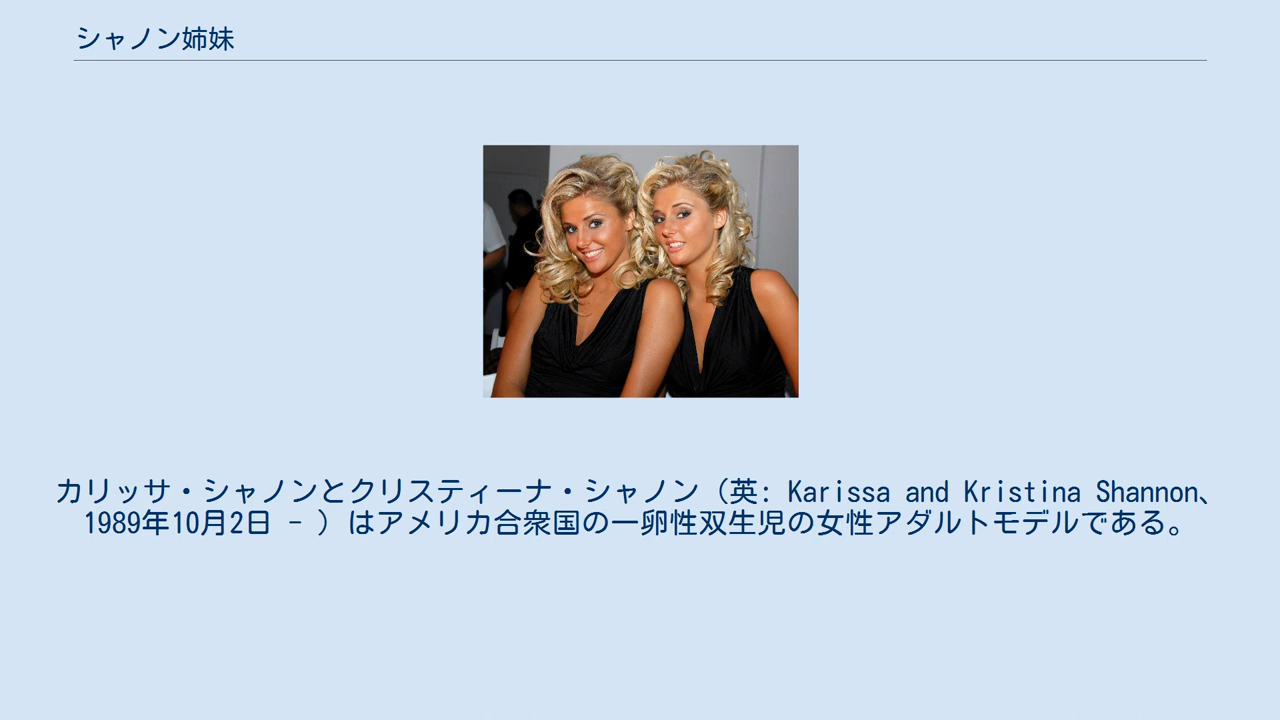 シャノン姉妹
カリッサ・シャノンとクリスティーナ・シャノン（英: Karissa and Kristina Shannon、
1989年10月2日 - ）はアメリカ合衆国の一卵性双生児の女性アダルトモデルである。